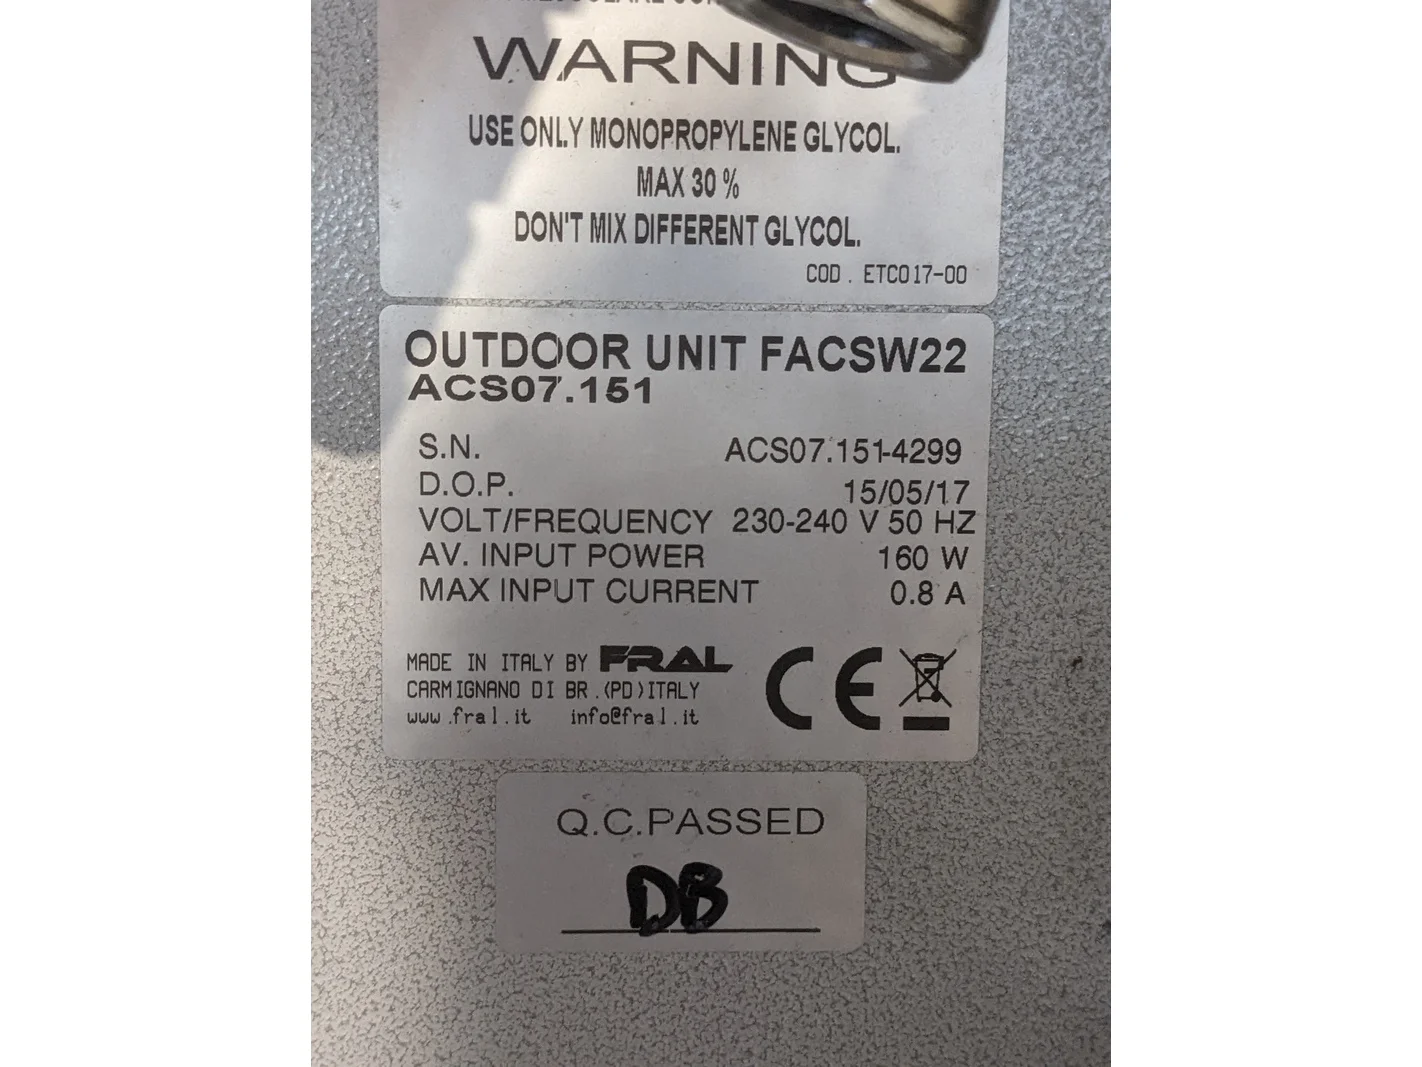 WARNING
USE ONLY MONOPROPYLENE GLYCOL.
MAX 30 %
DON'T MIX DIFFERENT GLYCOL.
COD. ETC017-00
OUTDOOR UNIT FACSW22
ACS07.151
S.N. ACS07.151-4299
D.O.P. 15/05/17
VOLT/FREQUENCY 230-240 V 50 HZ
AV. INPUT POWER 160 W
MAX INPUT CURRENT 0.8 A
MADE IN ITALY BY FRAL
CARMIGNANO DI BR.(PD)ITALY
www.fral.it info@fral.it
CE
Q.C.PASSED
DB